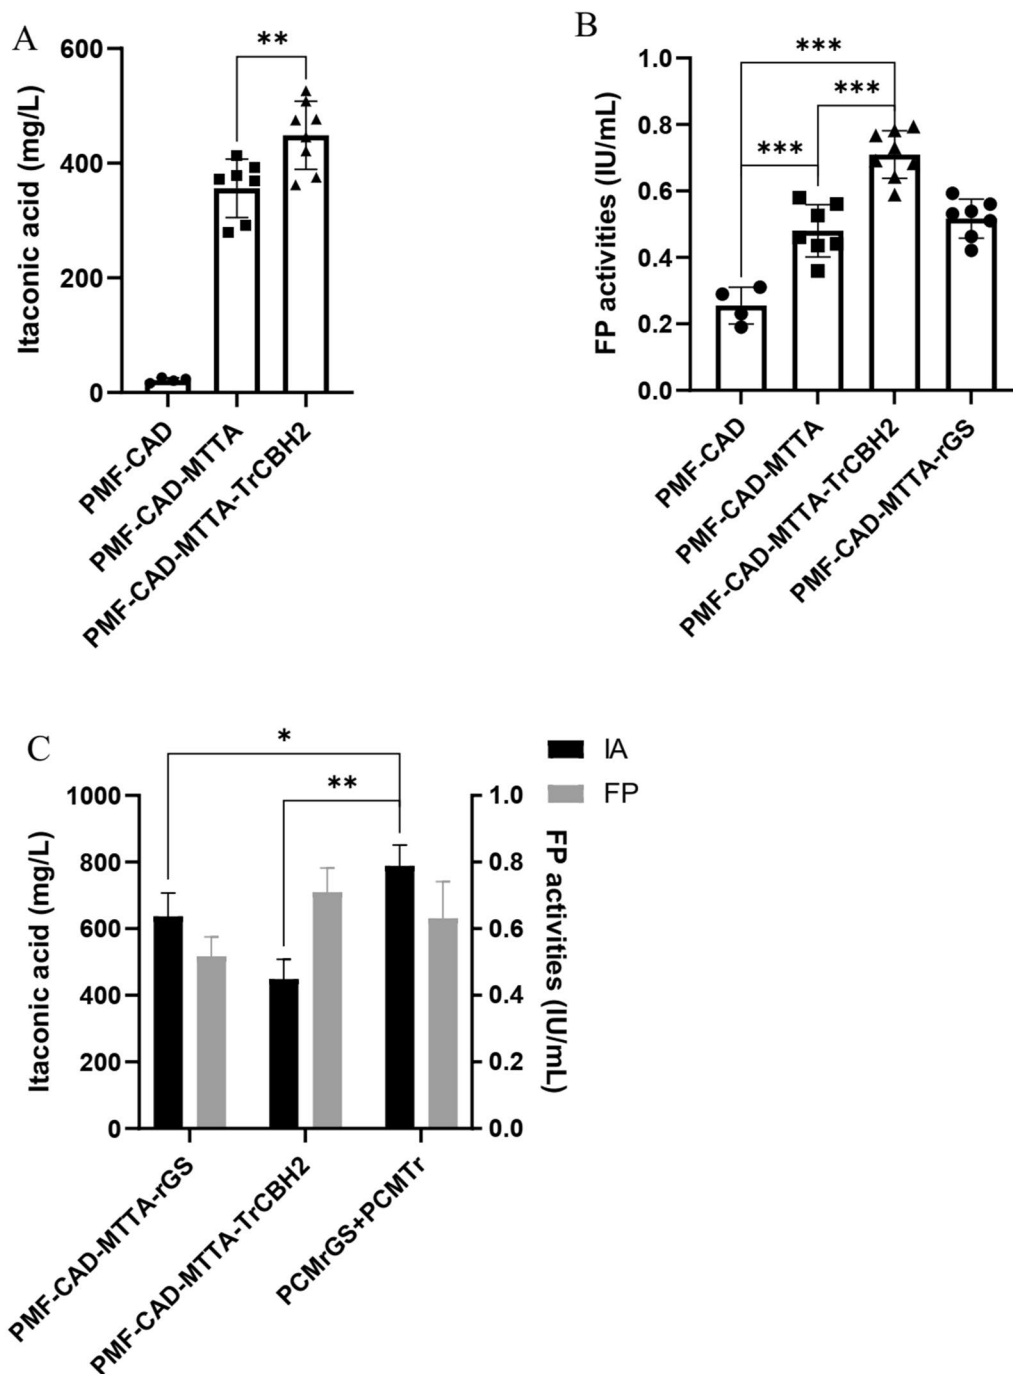 A
**
600
400
200
0
Itaconic acid (mg/L)
PMF-CAD
PMF-CAD-MTTA
PMF-CAD-MTTA-TrCBH2
B
***
***
***
1.0
0.8
0.6
0.4
0.2
0.0
FP activities (IU/mL)
PMF-CAD
PMF-CAD-MTTA
PMF-CAD-MTTA-TrCBH2
PMF-CAD-MTTA-rGS
C
*
**
IA
FP
1000
800
600
400
200
0
Itaconic acid (mg/L)
1.0
0.8
0.6
0.4
0.2
0.0
FP activities (IU/mL)
PMF-CAD-MTTA-rGS
PMF-CAD-MTTA-TrCBH2
PCMrGS+PCMTr